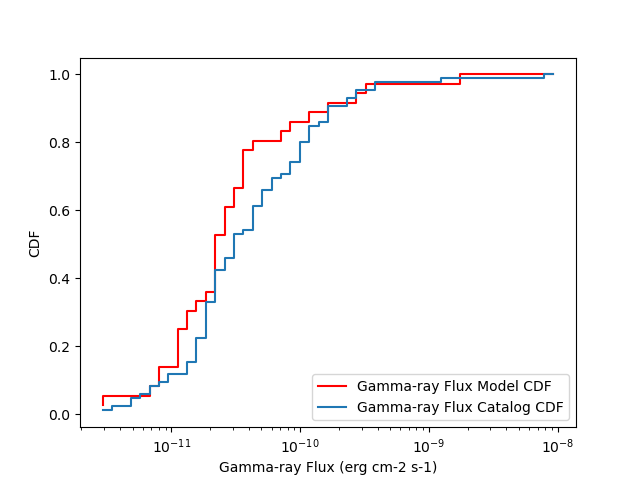 1.0
0.8
0.6
0.4
0.2
0.0
CDF
10⁻¹¹
10⁻¹⁰
10⁻⁹
10⁻⁸
Gamma-ray Flux (erg cm-2 s-1)
Gamma-ray Flux Model CDF
Gamma-ray Flux Catalog CDF